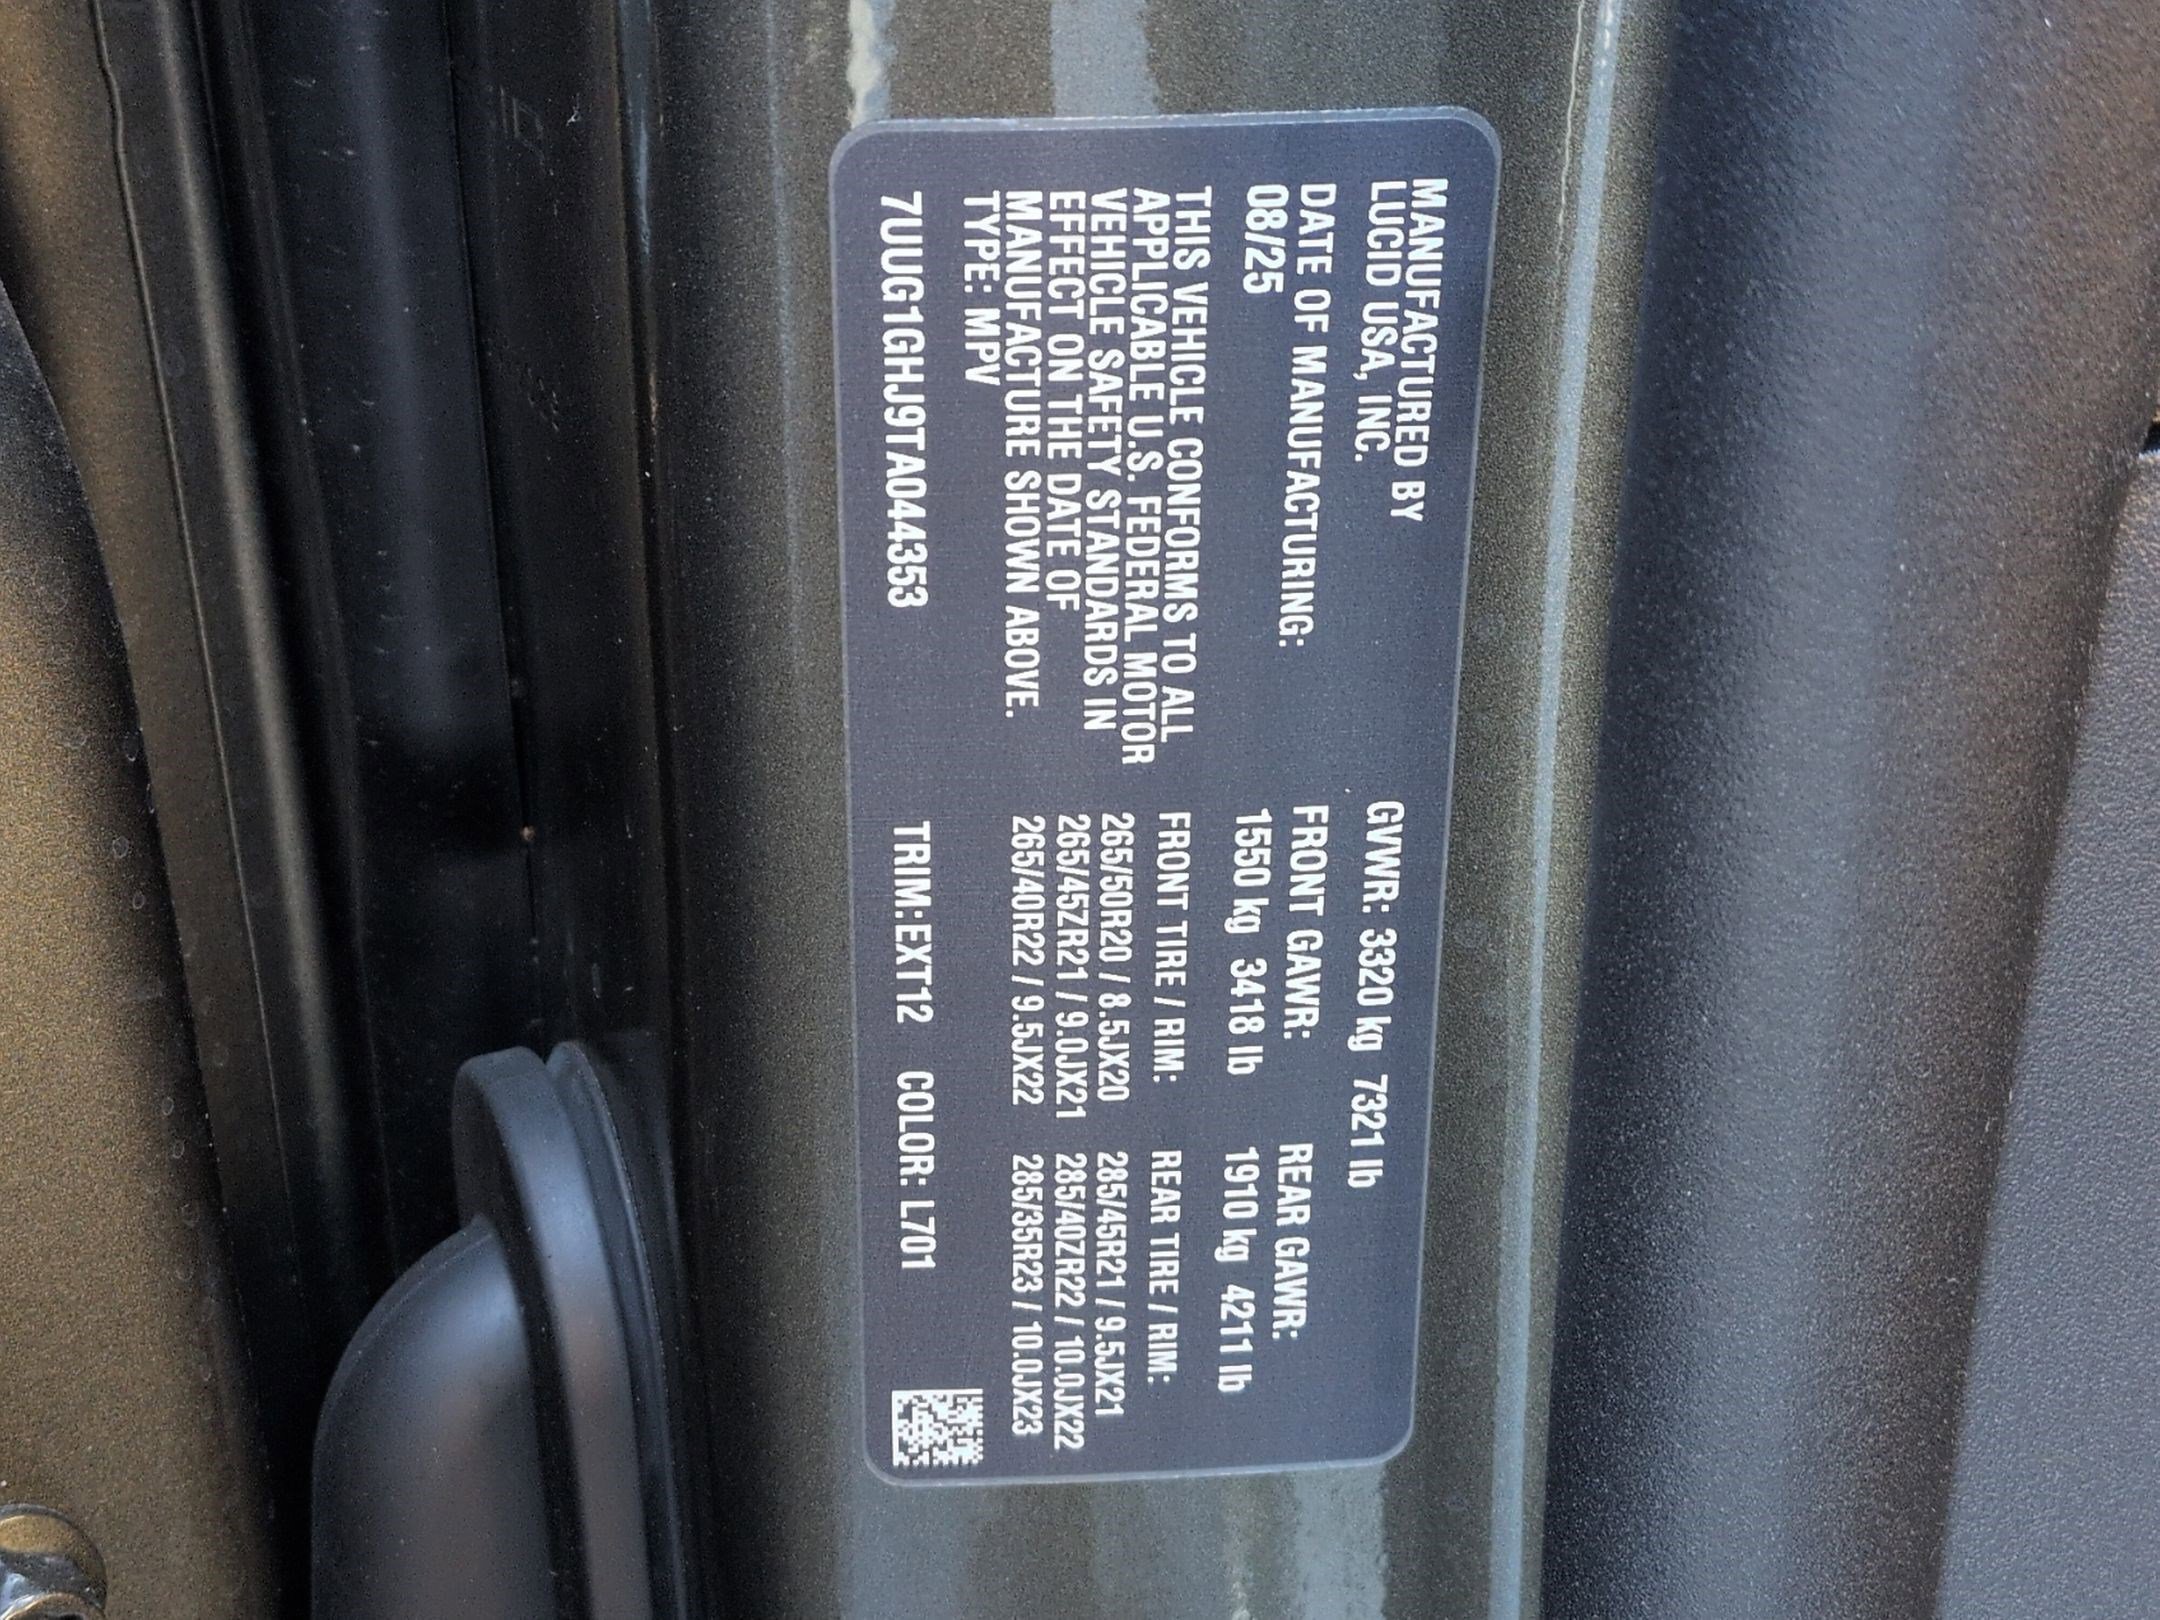 MANUFACTURED BY
LUCID USA, INC.
DATE OF MANUFACTURING:
08/25
THIS VEHICLE CONFORMS TO ALL
APPLICABLE U.S. FEDERAL MOTOR
VEHICLE SAFETY STANDARDS IN
EFFECT ON THE DATE OF
MANUFACTURE SHOWN ABOVE.
TYPE: MPV
7UUG1GHJ9TA044353
GVWR: 3320 kg 7321 lb
FRONT GAWR: REAR GAWR:
1550 kg 3418 lb 1910 kg 4211 lb
FRONT TIRE / RIM: REAR TIRE / RIM:
265/50R20 / 8.5JX20 285/45R21 / 9.5JX21
265/45ZR21 / 9.0JX21 285/40ZR22 / 10.0JX22
265/40R22 / 9.5JX22 285/35R23 / 10.0JX23
TRIM:EXT12 COLOR: L701